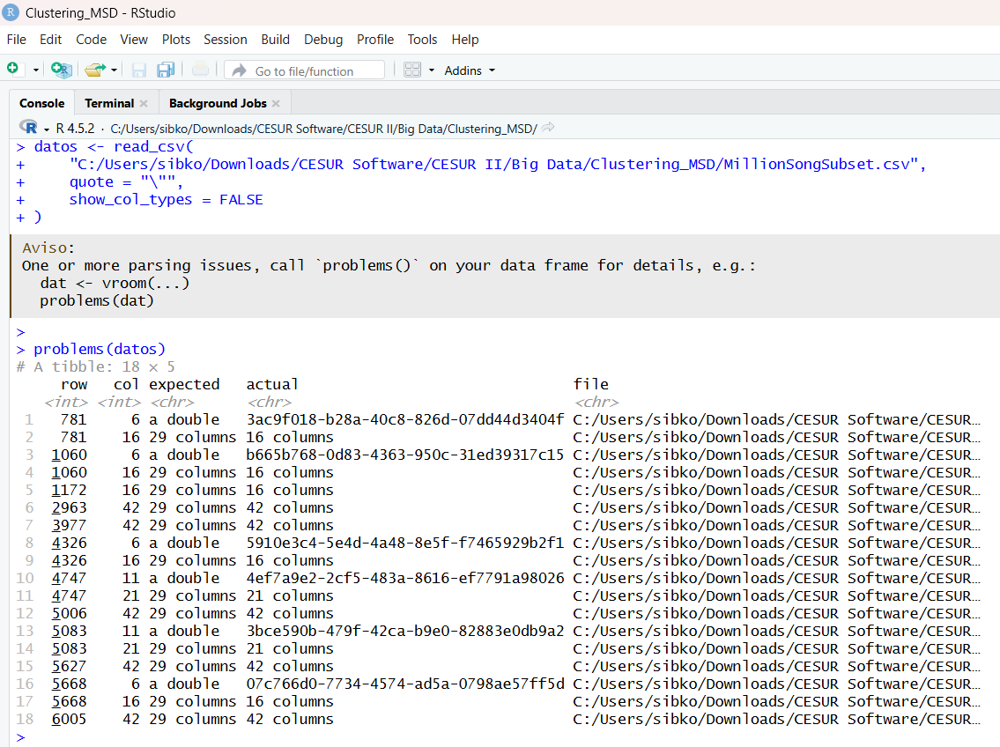 Clustering_MSD - RStudio
File Edit Code View Plots Session Build Debug Profile Tools Help
Go to file/function Addins
Console Terminal Background Jobs
R 4.5.2 · C:/Users/sibko/Downloads/CESUR Software/CESUR II/Big Data/Clustering_MSD/
> datos <- read_csv(
+     "C:/Users/sibko/Downloads/CESUR Software/CESUR II/Big Data/Clustering_MSD/MillionSongSubset.csv",
+     quote = "\"",
+     show_col_types = FALSE
+ )
Aviso:
One or more parsing issues, call `problems()` on your data frame for details, e.g.:
  dat <- vroom(...)
  problems(dat)
>
> problems(datos)
# A tibble: 18 × 5
row col expected actual file
<int> <int> <chr> <chr> <chr>
1 781 6 a double 3ac9f018-b28a-40c8-826d-07dd44d3404f C:/Users/sibko/Downloads/CESUR Software/CESUR…
2 781 16 29 columns 16 columns C:/Users/sibko/Downloads/CESUR Software/CESUR…
3 1060 6 a double b665b768-0d83-4363-950c-31ed39317c15 C:/Users/sibko/Downloads/CESUR Software/CESUR…
4 1060 16 29 columns 16 columns C:/Users/sibko/Downloads/CESUR Software/CESUR…
5 1172 16 29 columns 16 columns C:/Users/sibko/Downloads/CESUR Software/CESUR…
6 2963 42 29 columns 42 columns C:/Users/sibko/Downloads/CESUR Software/CESUR…
7 3977 42 29 columns 42 columns C:/Users/sibko/Downloads/CESUR Software/CESUR…
8 4326 6 a double 5910e3c4-5e4d-4a48-8e5f-f7465929b2f1 C:/Users/sibko/Downloads/CESUR Software/CESUR…
9 4326 16 29 columns 16 columns C:/Users/sibko/Downloads/CESUR Software/CESUR…
10 4747 11 a double 4ef7a9e2-2cf5-483a-8616-ef7791a98026 C:/Users/sibko/Downloads/CESUR Software/CESUR…
11 4747 21 29 columns 21 columns C:/Users/sibko/Downloads/CESUR Software/CESUR…
12 5006 42 29 columns 42 columns C:/Users/sibko/Downloads/CESUR Software/CESUR…
13 5083 11 a double 3bce590b-479f-42ca-b9e0-82883e0db9a2 C:/Users/sibko/Downloads/CESUR Software/CESUR…
14 5083 21 29 columns 21 columns C:/Users/sibko/Downloads/CESUR Software/CESUR…
15 5627 42 29 columns 42 columns C:/Users/sibko/Downloads/CESUR Software/CESUR…
16 5668 6 a double 07c766d0-7734-4574-ad5a-0798ae57ff5d C:/Users/sibko/Downloads/CESUR Software/CESUR…
17 5668 16 29 columns 16 columns C:/Users/sibko/Downloads/CESUR Software/CESUR…
18 6005 42 29 columns 42 columns C:/Users/sibko/Downloads/CESUR Software/CESUR…
>